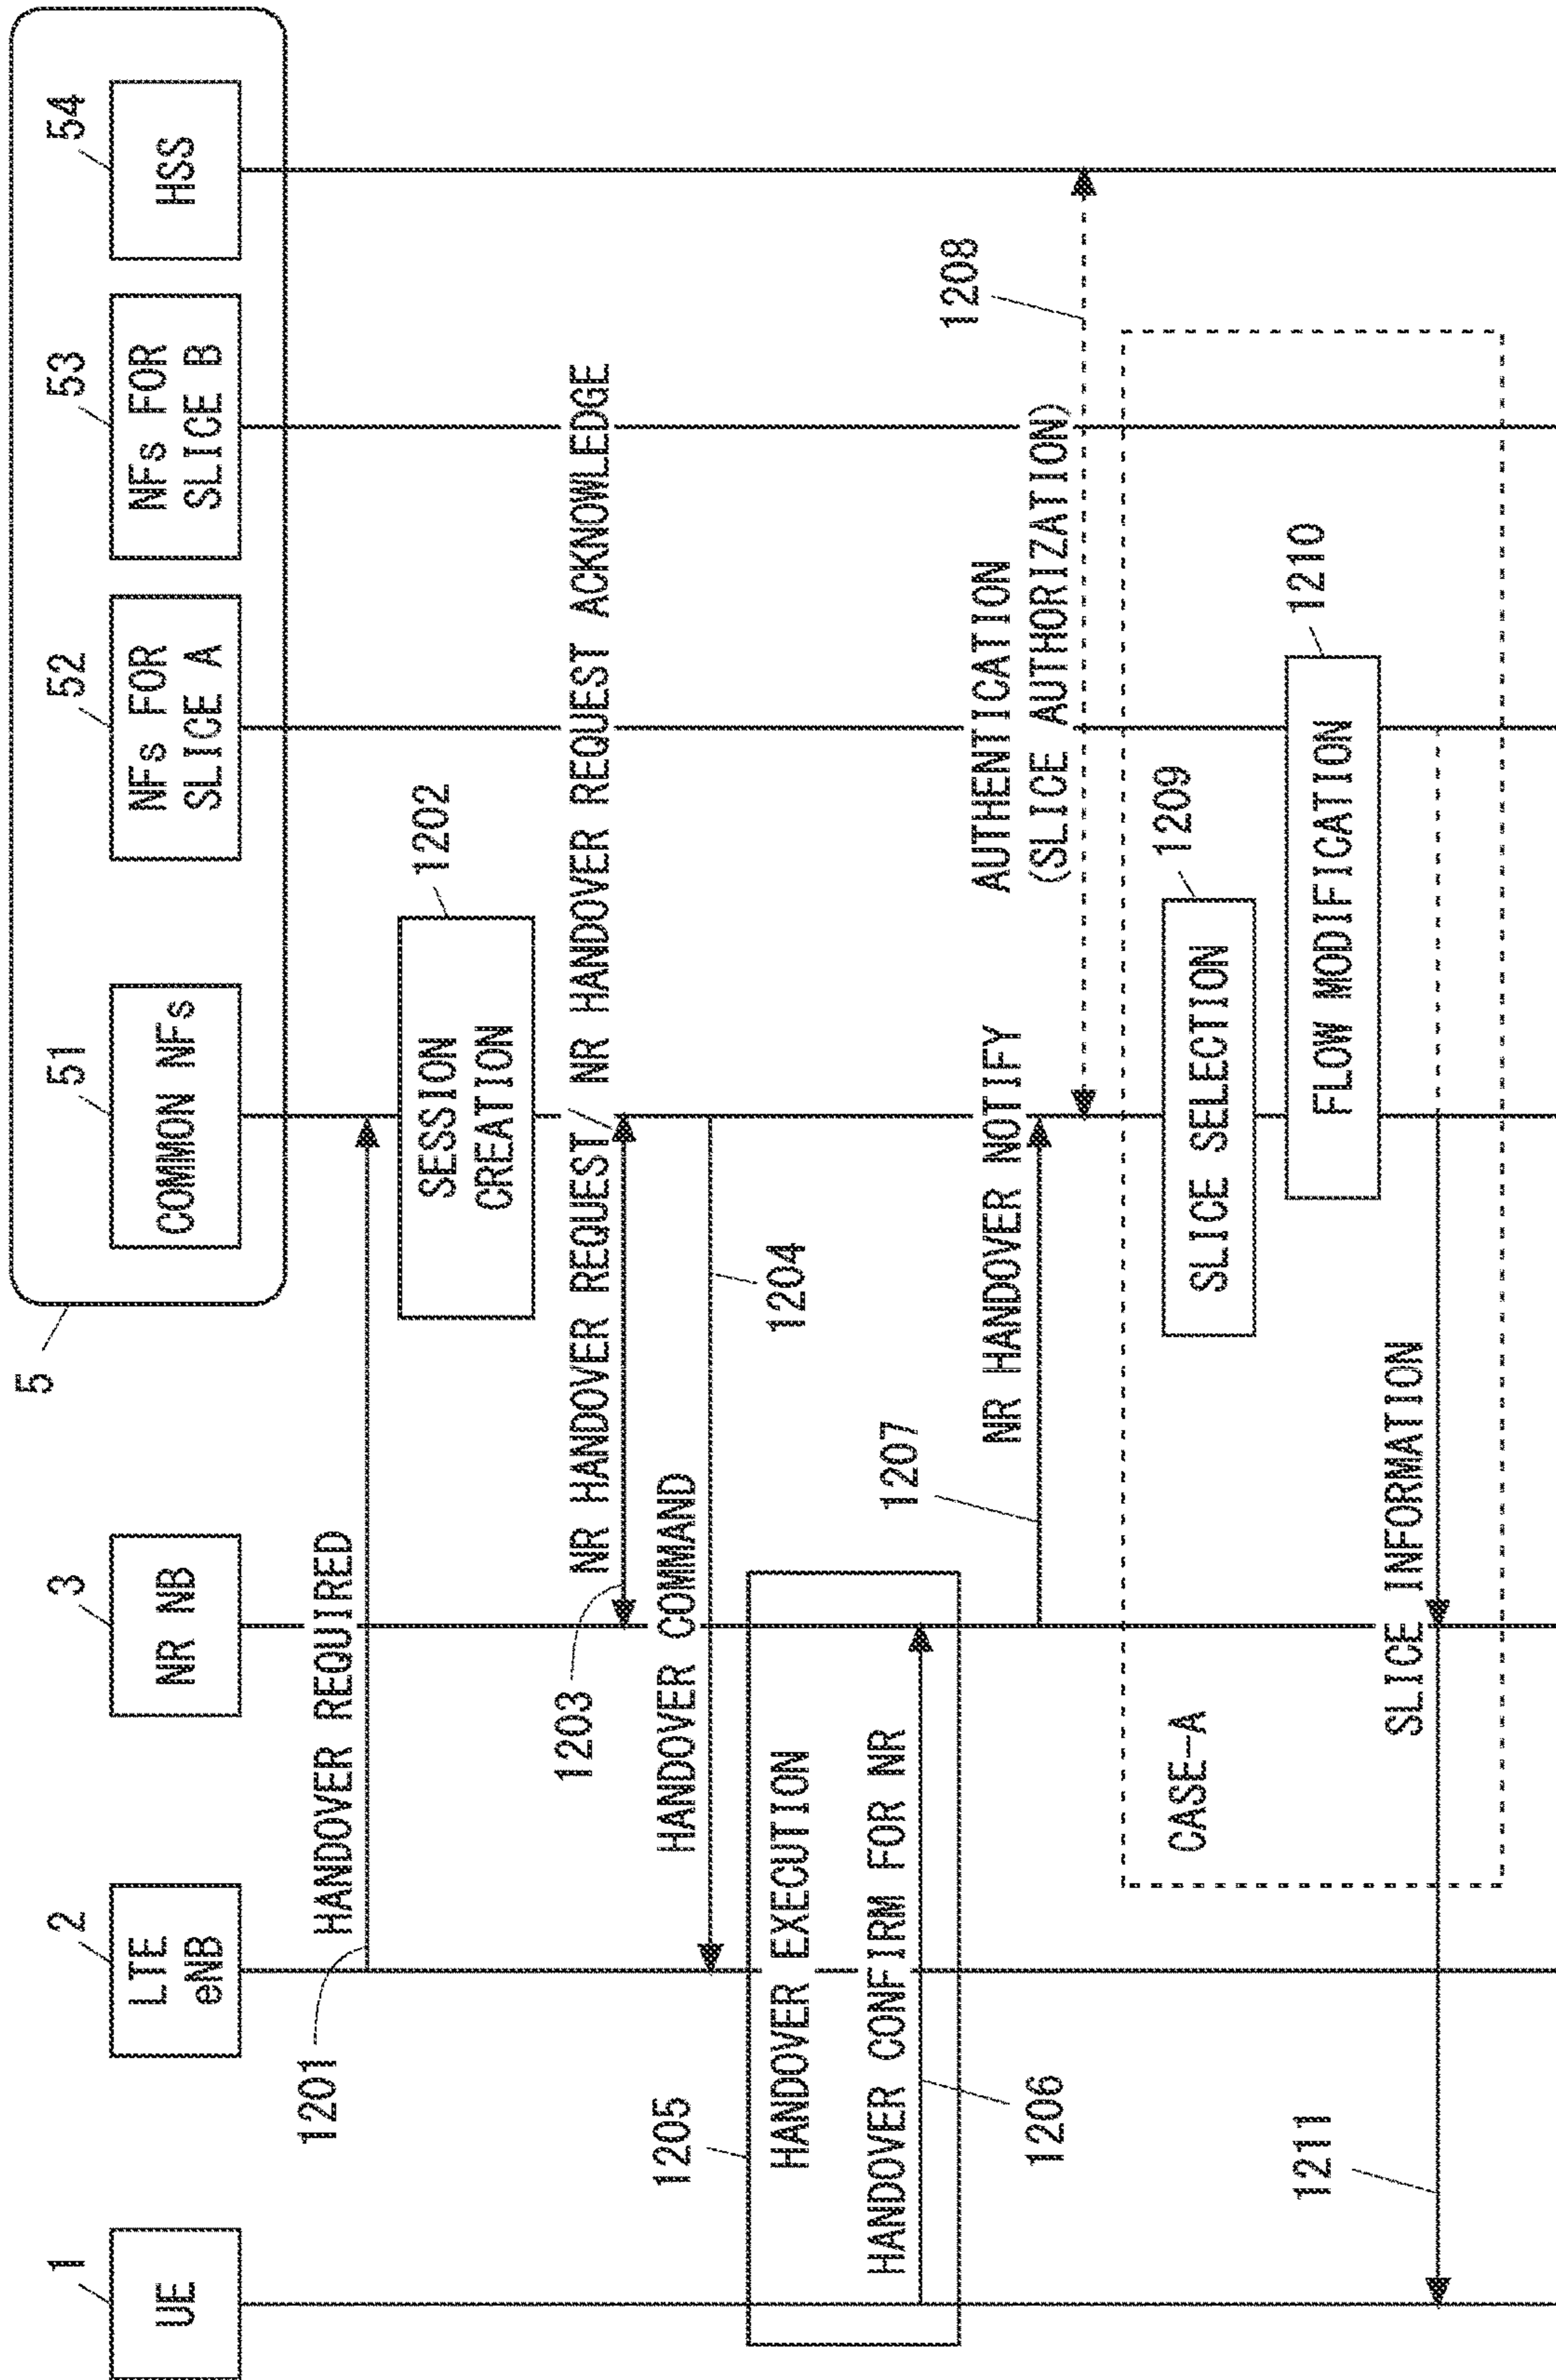 5
1
UE
2
LTE
eNB
3
NR NB
51
COMMON NFs
52
NFs FOR
SLICE A
53
NFs FOR
SLICE B
54
HSS
1201
HANDOVER REQUIRED
SESSION
CREATION
1202
1203
NR HANDOVER REQUEST / NR HANDOVER REQUEST ACKNOWLEDGE
HANDOVER COMMAND
1204
1205
HANDOVER EXECUTION
HANDOVER CONFIRM FOR NR
1206
1207
NR HANDOVER NOTIFY
AUTHENTICATION
(SLICE AUTHORIZATION)
1208
CASE-A
SLICE SELECTION
1209
FLOW MODIFICATION
1210
SLICE INFORMATION
1211